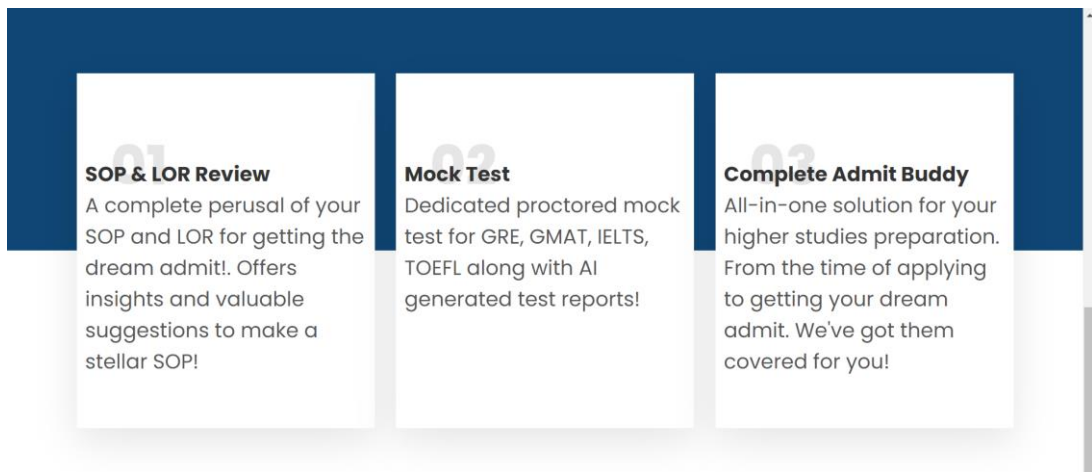 01
SOP & LOR Review
A complete perusal of your
SOP and LOR for getting the
dream admit!. Offers
insights and valuable
suggestions to make a
stellar SOP!
02
Mock Test
Dedicated proctored mock
test for GRE, GMAT, IELTS,
TOEFL along with AI
generated test reports!
03
Complete Admit Buddy
All-in-one solution for your
higher studies preparation.
From the time of applying
to getting your dream
admit. We've got them
covered for you!